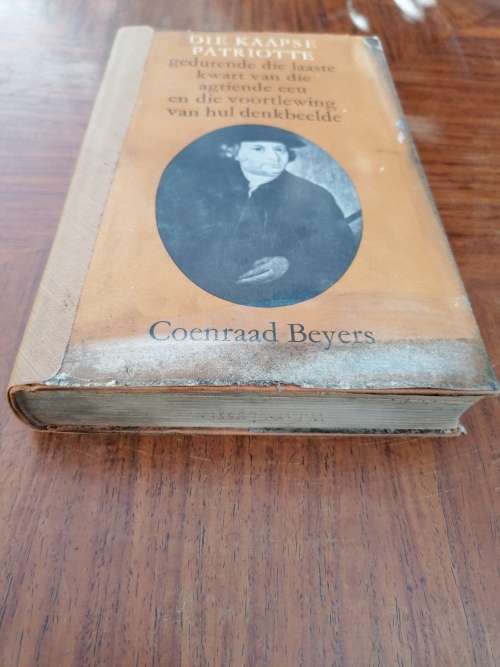 DIE KAAPSE
PATRIOTTE
gedurende die laaste
kwart van die
agtiende eeu
en die voortlewing
van hul denkbeelde
Coenraad Beyers